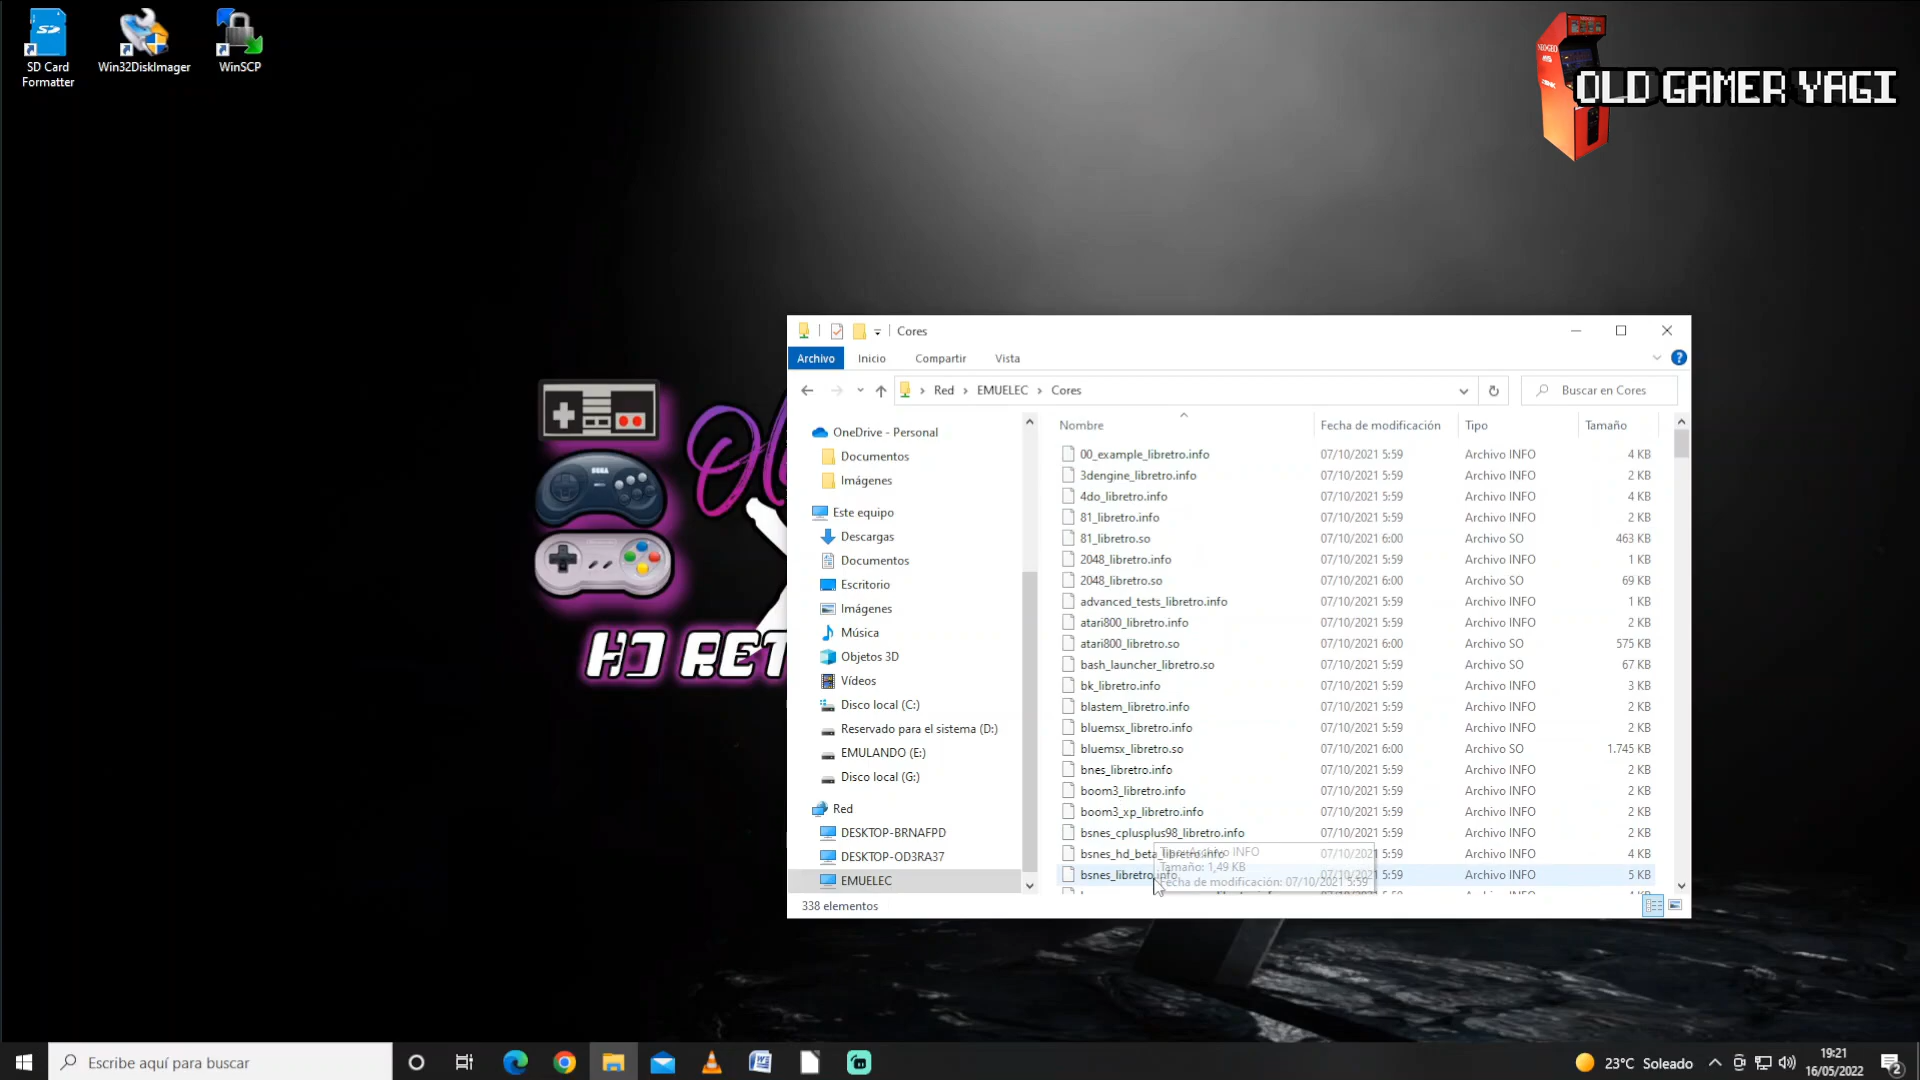 SD Card
Formatter
Win32DiskImager
WinSCP
OLD GAMER YAGI
HD RET
Cores
Archivo Inicio Compartir Vista
Red > EMUELEC > Cores
Buscar en Cores
OneDrive - Personal
Documentos
Imágenes
Este equipo
Descargas
Documentos
Escritorio
Imágenes
Música
Objetos 3D
Vídeos
Disco local (C:)
Reservado para el sistema (D:)
EMULANDO (E:)
Disco local (G:)
Red
DESKTOP-BRNAFPD
DESKTOP-OD3RA37
EMUELEC
Nombre Fecha de modificación Tipo Tamaño
00_example_libretro.info 07/10/2021 5:59 Archivo INFO 4 KB
3dengine_libretro.info 07/10/2021 5:59 Archivo INFO 2 KB
4do_libretro.info 07/10/2021 5:59 Archivo INFO 4 KB
81_libretro.info 07/10/2021 5:59 Archivo INFO 2 KB
81_libretro.so 07/10/2021 6:00 Archivo SO 463 KB
2048_libretro.info 07/10/2021 5:59 Archivo INFO 1 KB
2048_libretro.so 07/10/2021 6:00 Archivo SO 69 KB
advanced_tests_libretro.info 07/10/2021 5:59 Archivo INFO 1 KB
atari800_libretro.info 07/10/2021 5:59 Archivo INFO 2 KB
atari800_libretro.so 07/10/2021 6:00 Archivo SO 575 KB
bash_launcher_libretro.so 07/10/2021 5:59 Archivo SO 67 KB
bk_libretro.info 07/10/2021 5:59 Archivo INFO 3 KB
blastem_libretro.info 07/10/2021 5:59 Archivo INFO 2 KB
bluemsx_libretro.info 07/10/2021 5:59 Archivo INFO 2 KB
bluemsx_libretro.so 07/10/2021 6:00 Archivo SO 1.745 KB
bnes_libretro.info 07/10/2021 5:59 Archivo INFO 2 KB
boom3_libretro.info 07/10/2021 5:59 Archivo INFO 2 KB
boom3_xp_libretro.info 07/10/2021 5:59 Archivo INFO 2 KB
bsnes_cplusplus98_libretro.info 07/10/2021 5:59 Archivo INFO 2 KB
bsnes_hd_beta_libretro.info 07/10/2021 5:59 Archivo INFO 4 KB
bsnes_libretro.info 07/10/2021 5:59 Archivo INFO 5 KB
Tipo: Archivo INFO
Tamaño: 1,49 KB
Fecha de modificación: 07/10/2021 5:59
338 elementos
Escribe aquí para buscar
23°C Soleado
19:21
16/05/2022
2